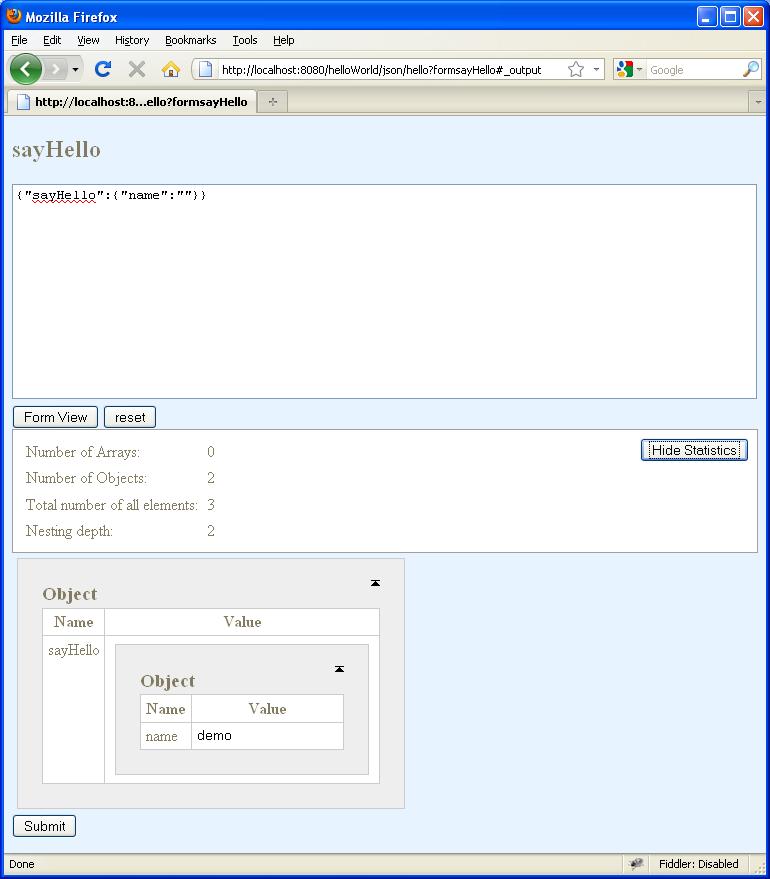 Mozilla Firefox
File Edit View History Bookmarks Tools Help
http://localhost:8080/helloWorld/json/hello?formsayHello#_output
Google
http://localhost:8...ello?formsayHello
sayHello
{"sayHello":{"name":""}}
Form View reset
Number of Arrays: 0
Hide Statistics
Number of Objects: 2
Total number of all elements: 3
Nesting depth: 2
Object
Name Value
sayHello
Object
Name Value
name demo
Submit
Done Fiddler: Disabled